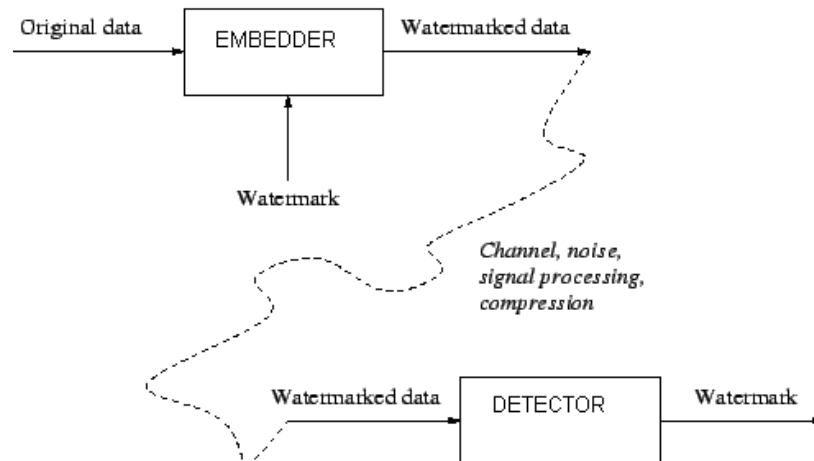 Original data
EMBEDDER
Watermarked data
Watermark
Channel, noise,
signal processing,
compression
Watermarked data
DETECTOR
Watermark